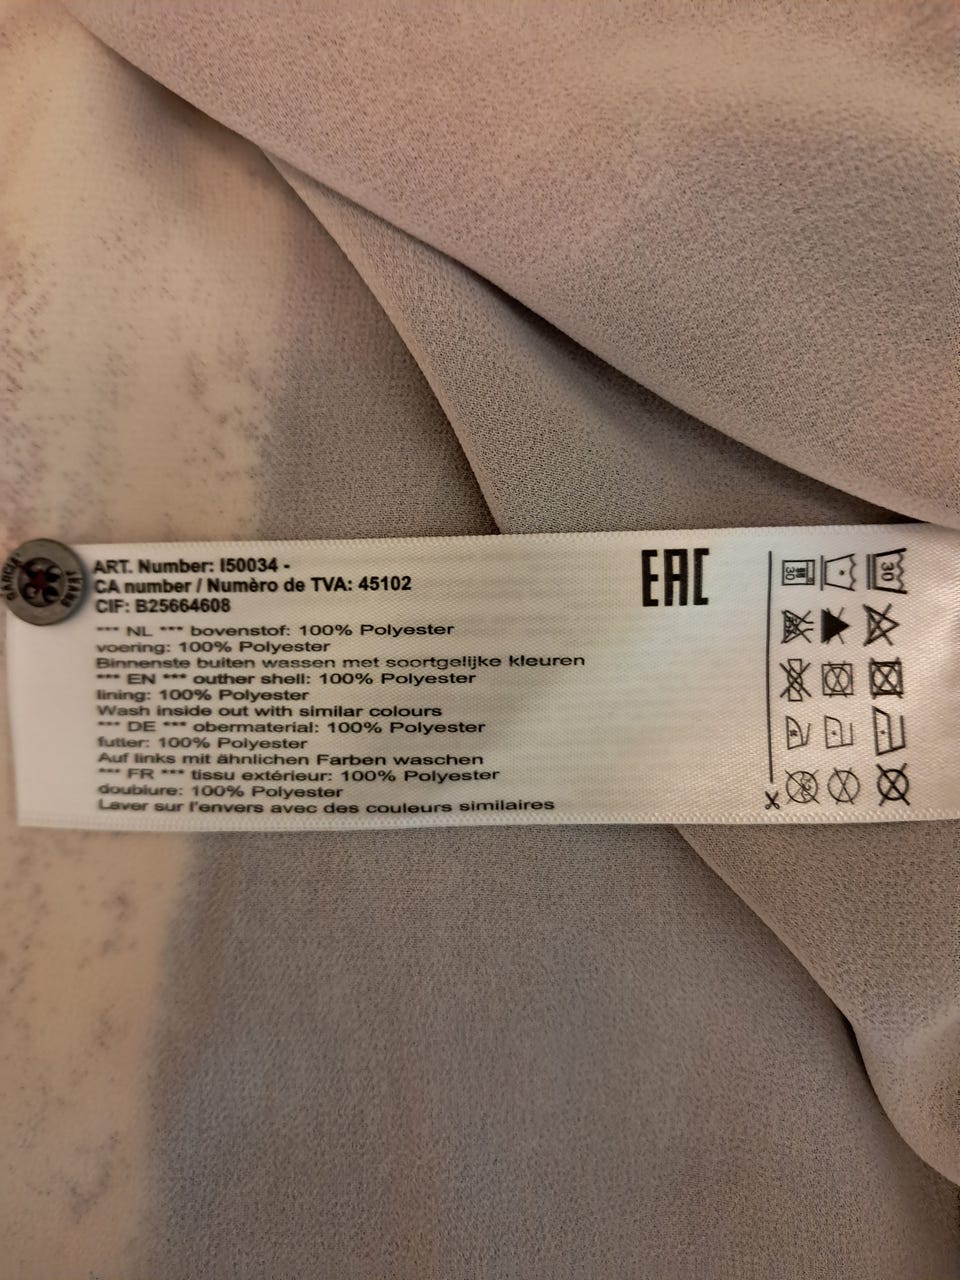 ART. Number: I50034 -
CA number / Numèro de TVA: 45102
CIF: B25664608
*** NL *** bovenstof: 100% Polyester
voering: 100% Polyester
Binnenste buiten wassen met soortgelijke kleuren
*** EN *** outher shell: 100% Polyester
lining: 100% Polyester
Wash inside out with similar colours
*** DE *** obermaterial: 100% Polyester
futter: 100% Polyester
Auf links mit ähnlichen Farben waschen
*** FR *** tissu extérieur: 100% Polyester
doublure: 100% Polyester
Laver sur l'envers avec des couleurs similaires
EAC
30
30
GARCIA JEANS